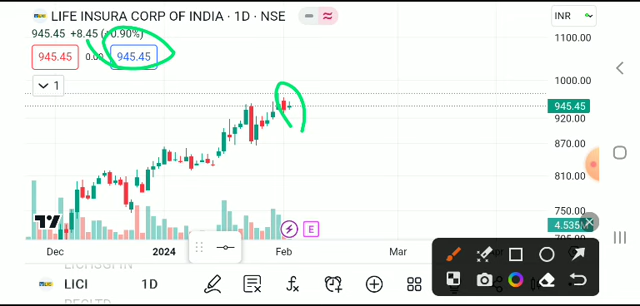 LIFE INSURA CORP OF INDIA · 1D · NSE
INR
945.45 +8.45 (+0.90%)
945.45 0.00 945.45
1
1100.00
1000.00
945.45
920.00
870.00
810.00
750.00
4.535M
705.00
Dec 2024 Feb Mar
E
LICI 1D